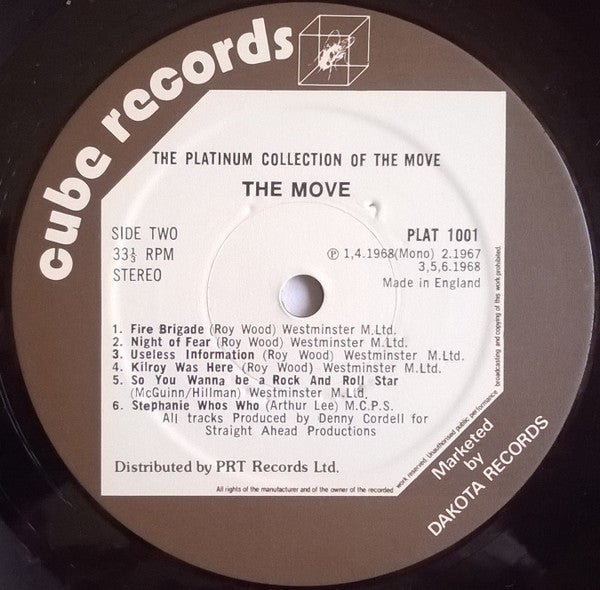 cube records
THE PLATINUM COLLECTION OF THE MOVE
THE MOVE
SIDE TWO
33⅓ RPM
STEREO
PLAT 1001
℗ 1,4.1968(Mono) 2.1967
3,5,6.1968
Made in England
1. Fire Brigade (Roy Wood) Westminster M.Ltd.
2. Night of Fear (Roy Wood) Westminster M.Ltd.
3. Useless Information (Roy Wood) Westminster M.Ltd.
4. Kilroy Was Here (Roy Wood) Westminster M.Ltd.
5. So You Wanna be a Rock And Roll Star
(McGuinn/Hillman) Westminster M.Ltd.
6. Stephanie Whos Who (Arthur Lee) M.C.P.S.
All tracks Produced by Denny Cordell for
Straight Ahead Productions
Distributed by PRT Records Ltd.
All rights of the manufacturer and of the owner of the recorded
work reserved. Unauthorised public performance
broadcasting and copying of this work prohibited.
Marketed
by
DAKOTA RECORDS